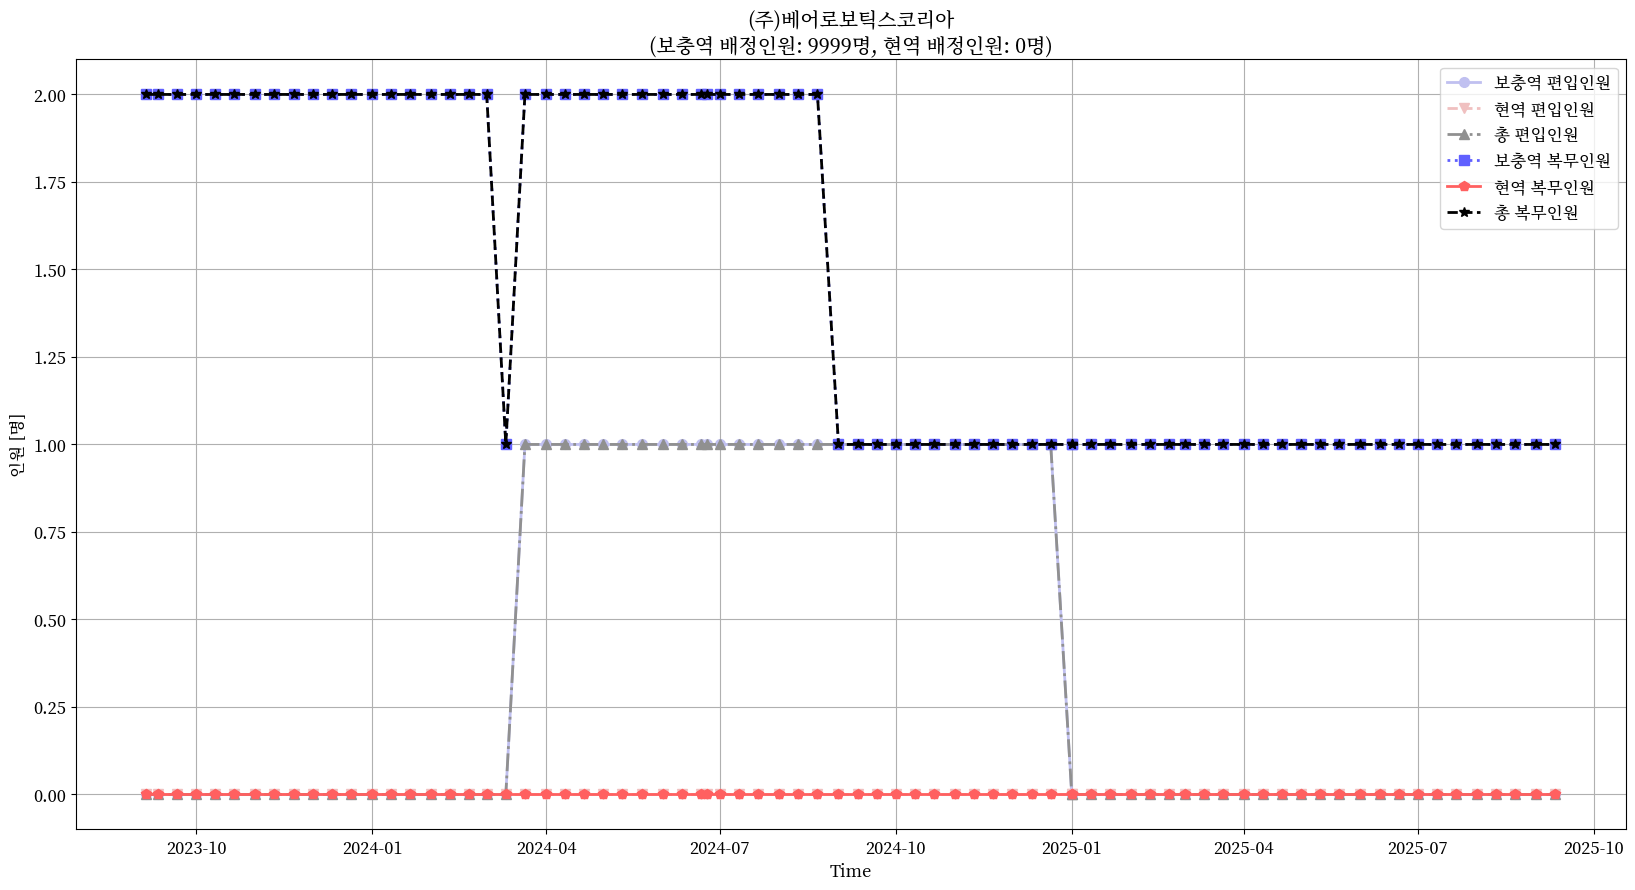 (주)베어로보틱스코리아
(보충역 배정인원: 9999명, 현역 배정인원: 0명)
보충역 편입인원
현역 편입인원
총 편입인원
보충역 복무인원
현역 복무인원
총 복무인원
2.00
1.75
1.50
1.25
1.00
0.75
0.50
0.25
0.00
인원 [명]
2023-10
2024-01
2024-04
2024-07
2024-10
2025-01
2025-04
2025-07
2025-10
Time